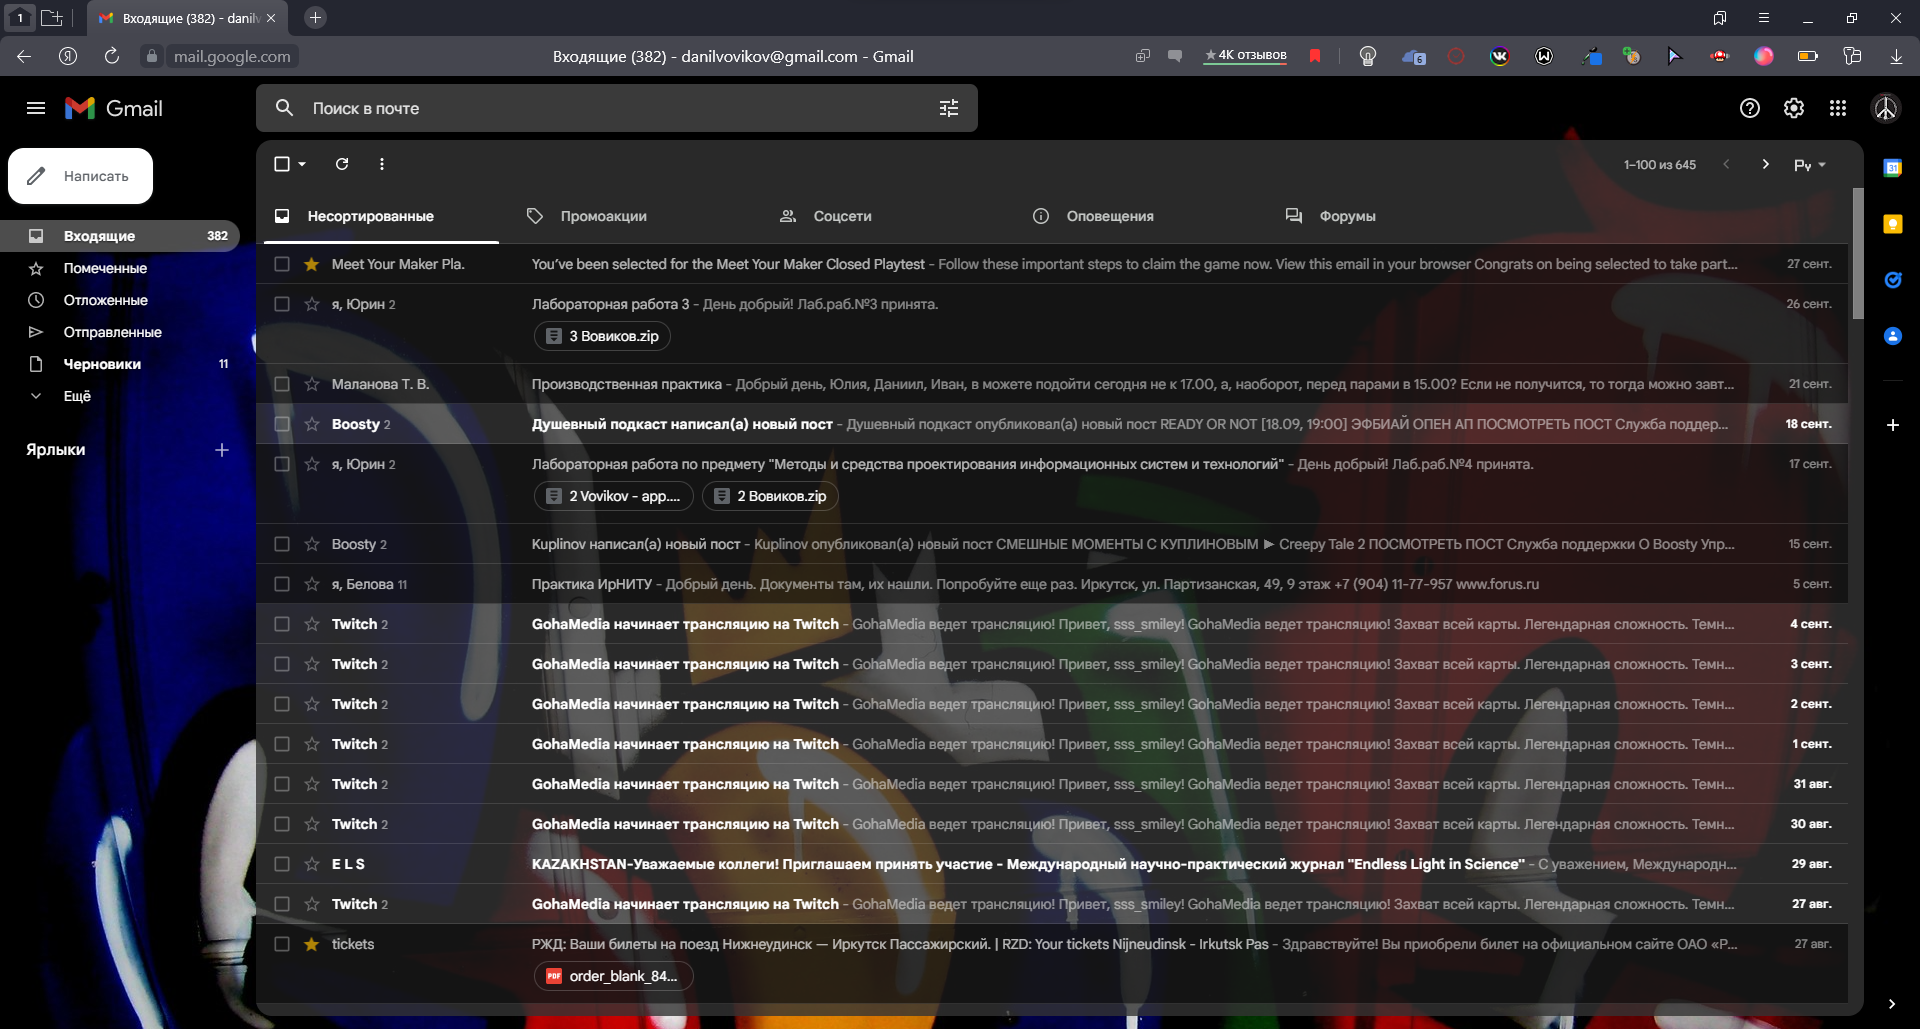 1
Входящие (382) - danilv
mail.google.com
Входящие (382) - danilvovikov@gmail.com - Gmail
★4K отзывов
6
Gmail
Поиск в почте
Написать
1–100 из 645
Входящие 382
Помеченные
Отложенные
Отправленные
Черновики 11
Ещё
Ярлыки
Несортированные
Промоакции
Соцсети
Оповещения
Форумы
Meet Your Maker Pla. You've been selected for the Meet Your Maker Closed Playtest - Follow these important steps to claim the game now. View this email in your browser Congrats on being selected to take part... 27 сент.
я, Юрин 2 Лабораторная работа 3 - День добрый! Лаб.раб.№3 принята. 26 сент.
3 Вовиков.zip
Маланова Т. В. Производственная практика - Добрый день, Юлия, Даниил, Иван, в можете подойти сегодня не к 17.00, а, наоборот, перед парами в 15.00? Если не получится, то тогда можно завт... 21 сент.
Boosty 2 Душевный подкаст написал(а) новый пост - Душевный подкаст опубликовал(а) новый пост READY OR NOT [18.09, 19:00] ЭФБИАЙ ОПЕН АП ПОСМОТРЕТЬ ПОСТ Служба поддер... 18 сент.
я, Юрин 2 Лабораторная работа по предмету "Методы и средства проектирования информационных систем и технологий" - День добрый! Лаб.раб.№4 принята. 17 сент.
2 Vovikov - app.... 2 Вовиков.zip
Boosty 2 Kuplinov написал(а) новый пост - Kuplinov опубликовал(а) новый пост СМЕШНЫЕ МОМЕНТЫ С КУПЛИНОВЫМ ► Creepy Tale 2 ПОСМОТРЕТЬ ПОСТ Служба поддержки О Boosty Упр... 15 сент.
я, Белова 11 Практика ИрНИТУ - Добрый день. Документы там, их нашли. Попробуйте еще раз. Иркутск, ул. Партизанская, 49, 9 этаж +7 (904) 11-77-957 www.forus.ru 5 сент.
Twitch 2 GohaMedia начинает трансляцию на Twitch - GohaMedia ведет трансляцию! Привет, sss_smiley! GohaMedia ведет трансляцию! Захват всей карты. Легендарная сложность. Темн... 4 сент.
Twitch 2 GohaMedia начинает трансляцию на Twitch - GohaMedia ведет трансляцию! Привет, sss_smiley! GohaMedia ведет трансляцию! Захват всей карты. Легендарная сложность. Темн... 3 сент.
Twitch 2 GohaMedia начинает трансляцию на Twitch - GohaMedia ведет трансляцию! Привет, sss_smiley! GohaMedia ведет трансляцию! Захват всей карты. Легендарная сложность. Темн... 2 сент.
Twitch 2 GohaMedia начинает трансляцию на Twitch - GohaMedia ведет трансляцию! Привет, sss_smiley! GohaMedia ведет трансляцию! Захват всей карты. Легендарная сложность. Темн... 1 сент.
Twitch 2 GohaMedia начинает трансляцию на Twitch - GohaMedia ведет трансляцию! Привет, sss_smiley! GohaMedia ведет трансляцию! Захват всей карты. Легендарная сложность. Темн... 31 авг.
Twitch 2 GohaMedia начинает трансляцию на Twitch - GohaMedia ведет трансляцию! Привет, sss_smiley! GohaMedia ведет трансляцию! Захват всей карты. Легендарная сложность. Темн... 30 авг.
E L S KAZAKHSTAN-Уважаемые коллеги! Приглашаем принять участие - Международный научно-практический журнал "Endless Light in Science" - С уважением, Международн... 29 авг.
Twitch 2 GohaMedia начинает трансляцию на Twitch - GohaMedia ведет трансляцию! Привет, sss_smiley! GohaMedia ведет трансляцию! Захват всей карты. Легендарная сложность. Темн... 27 авг.
tickets РЖД: Ваши билеты на поезд Нижнеудинск — Иркутск Пассажирский. | RZD: Your tickets Nijneudinsk - Irkutsk Pas - Здравствуйте! Вы приобрели билет на официальном сайте ОАО «Р... 27 авг.
PDF order_blank_84...
31